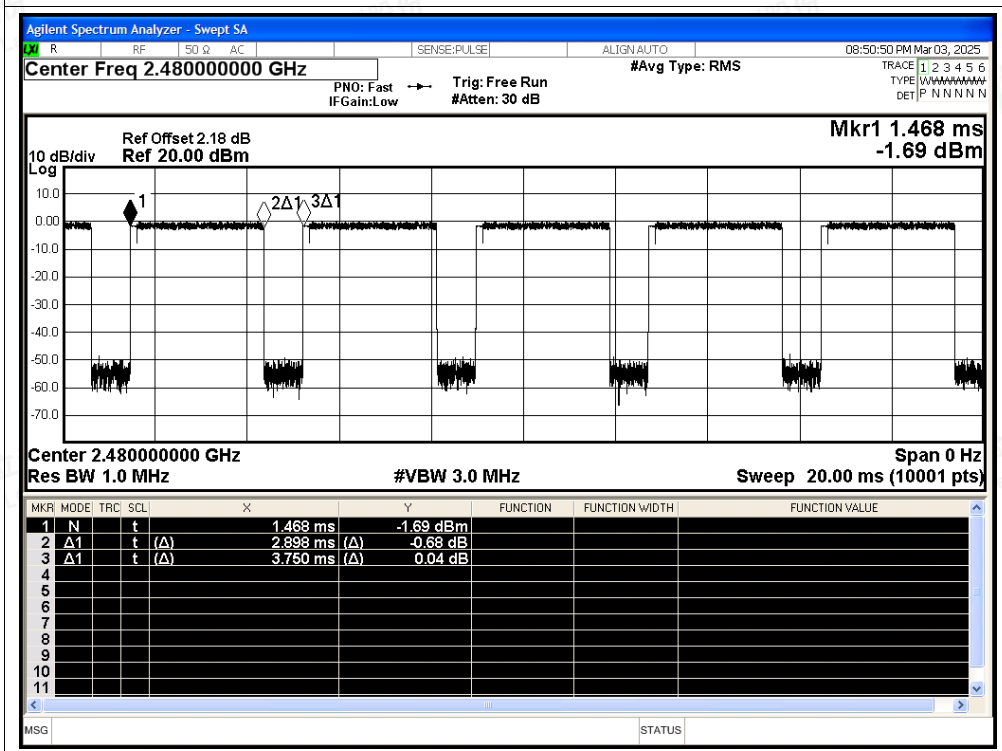 Agilent Spectrum Analyzer - Swept SA
LXI R RF 50 Ω AC SENSE:PULSE ALIGN AUTO 08:50:50 PM Mar 03, 2025
Center Freq 2.480000000 GHz #Avg Type: RMS TRACE 1 2 3 4 5 6
PNO: Fast Trig: Free Run TYPE
IFGain:Low #Atten: 30 dB DET P N N N N N
Mkr1 1.468 ms
Ref Offset 2.18 dB -1.69 dBm
10 dB/div Ref 20.00 dBm
Log
10.0
1 2Δ1 3Δ1
0.00
-10.0
-20.0
-30.0
-40.0
-50.0
-60.0
-70.0
Center 2.480000000 GHz Span 0 Hz
Res BW 1.0 MHz #VBW 3.0 MHz Sweep 20.00 ms (10001 pts)
MKR MODE TRC SCL X Y FUNCTION FUNCTION WIDTH FUNCTION VALUE
1 N t 1.468 ms -1.69 dBm
2 Δ1 t (Δ) 2.898 ms (Δ) -0.68 dB
3 Δ1 t (Δ) 3.750 ms (Δ) 0.04 dB
4
5
6
7
8
9
10
11
MSG STATUS